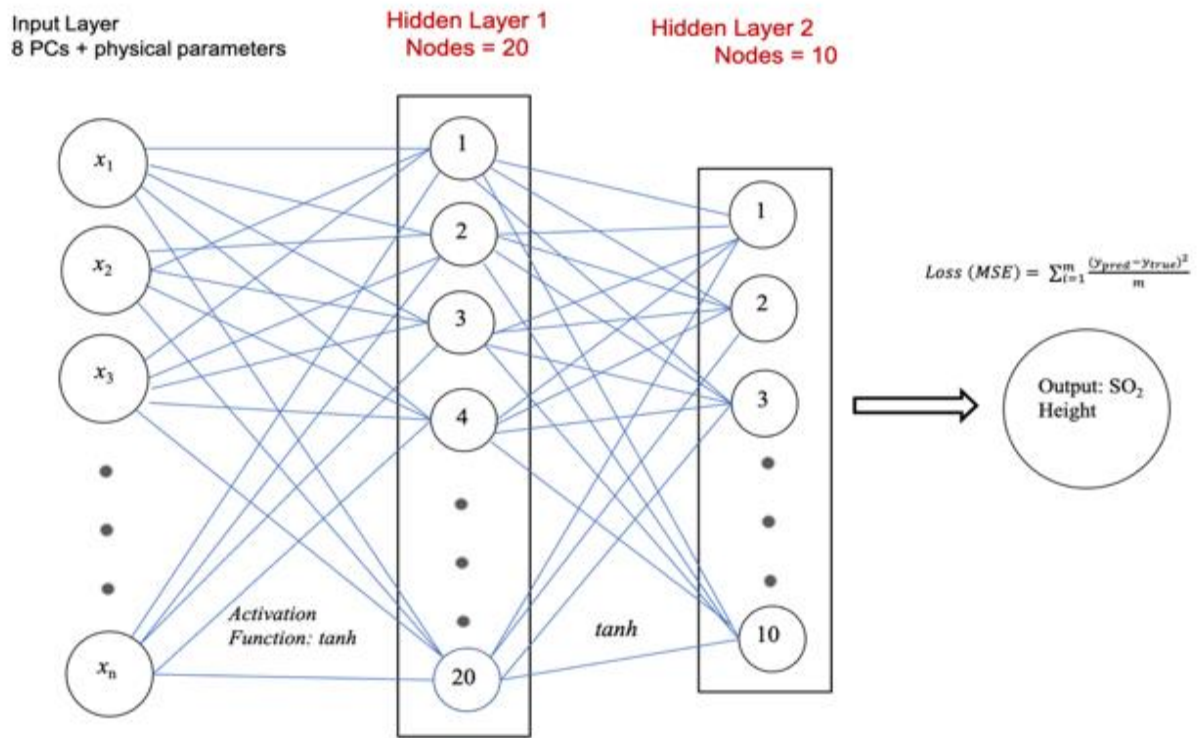 Input Layer
8 PCs + physical parameters
Hidden Layer 1
Nodes = 20
Hidden Layer 2
Nodes = 10
x₁
x₂
x₃
xₙ
1
2
3
4
20
Activation
Function: tanh
1
2
3
10
tanh
Loss (MSE) = ∑ᵢ₌₁ᵐ (y_pred−y_true)²/m
Output: SO₂
Height